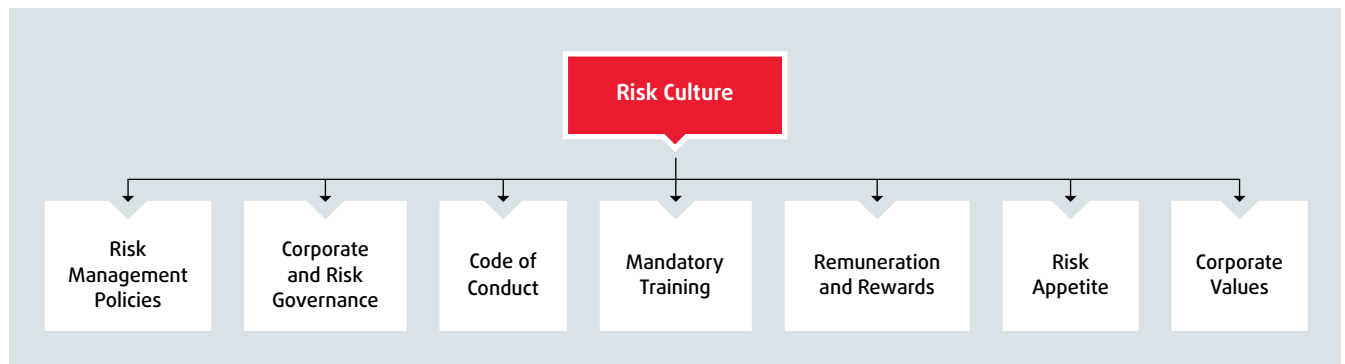 Risk Culture
Risk
Management
Policies
Corporate
and Risk
Governance
Code of
Conduct
Mandatory
Training
Remuneration
and Rewards
Risk
Appetite
Corporate
Values